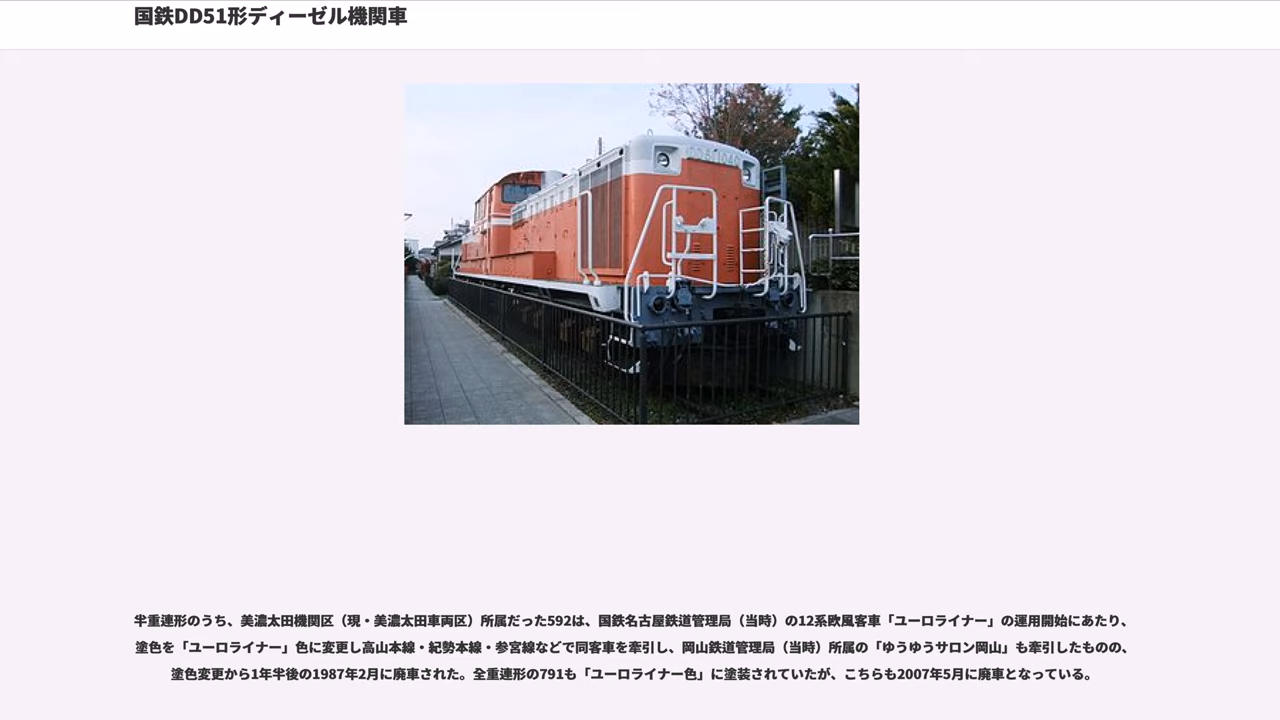 国鉄DD51形ディーゼル機関車
半重連形のうち、美濃太田機関区（現・美濃太田車両区）所属だった592は、国鉄名古屋鉄道管理局（当時）の12系欧風客車「ユーロライナー」の運用開始にあたり、
塗色を「ユーロライナー」色に変更し高山本線・紀勢本線・参宮線などで同客車を牽引し、岡山鉄道管理局（当時）所属の「ゆうゆうサロン岡山」も牽引したものの、
塗色変更から1年半後の1987年2月に廃車された。全重連形の791も「ユーロライナー色」に塗装されていたが、こちらも2007年5月に廃車となっている。